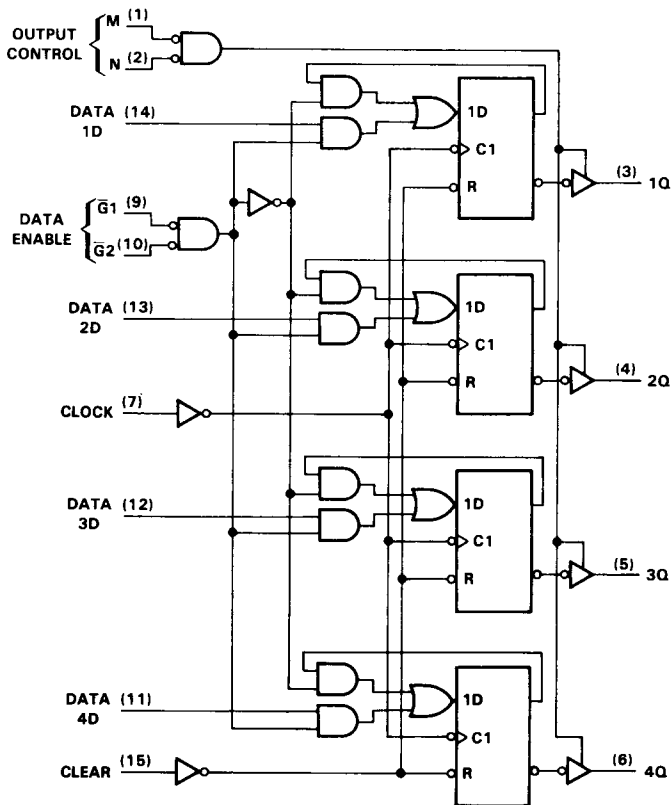 OUTPUT CONTROL
M (1)
N (2)
DATA 1D (14)
DATA ENABLE
G̅1 (9)
G̅2 (10)
DATA 2D (13)
CLOCK (7)
DATA 3D (12)
DATA 4D (11)
CLEAR (15)
1D
C1
R
(3) 1Q
1D
C1
R
(4) 2Q
1D
C1
R
(5) 3Q
1D
C1
R
(6) 4Q